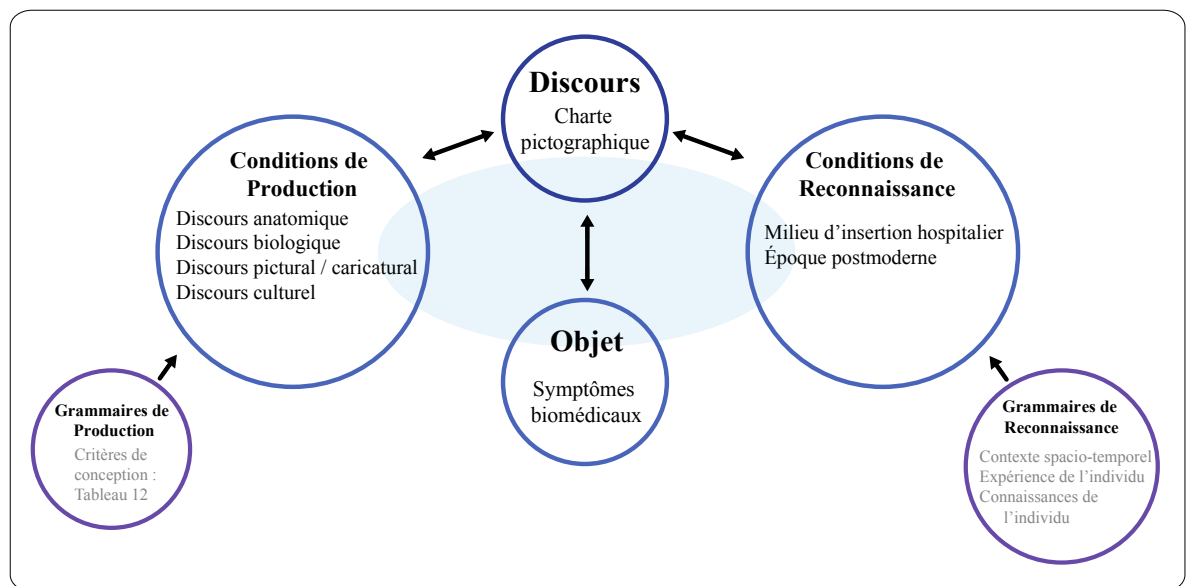 Discours
Charte
pictographique
Conditions de
Production
Discours anatomique
Discours biologique
Discours pictural / caricatural
Discours culturel
Conditions de
Reconnaissance
Milieu d’insertion hospitalier
Époque postmoderne
Objet
Symptômes
biomédicaux
Grammaires de
Production
Critères de
conception :
Tableau 12
Grammaires de
Reconnaissance
Contexte spacio-temporel
Expérience de l’individu
Connaissances de
l’individu